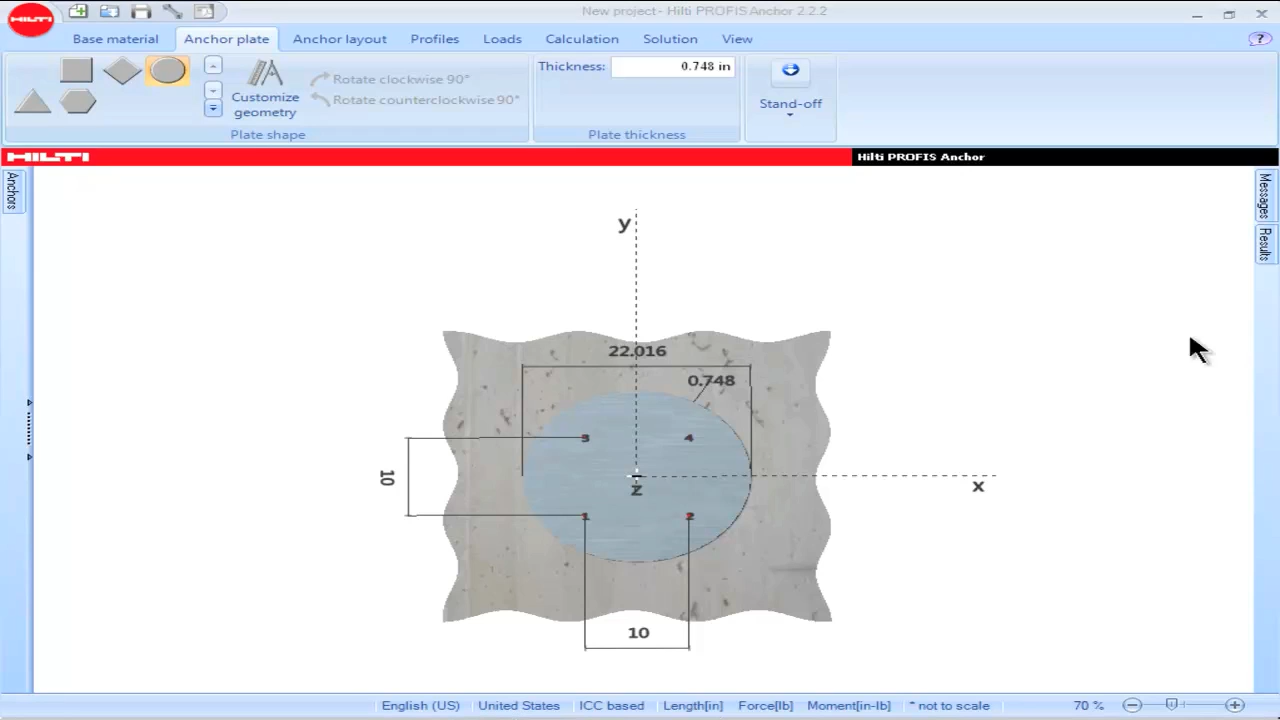 New project - Hilti PROFIS Anchor 2.2.2
HILTI
Base material
Anchor plate
Anchor layout
Profiles
Loads
Calculation
Solution
View
?
Customize
geometry
Rotate clockwise 90°
Rotate counterclockwise 90°
Plate shape
Thickness:
0.748 in
Plate thickness
Stand-off
HILTI
Hilti PROFIS Anchor
Anchors
Messages
Results
y
22.016
0.748
3
4
10
z
x
1
2
10
English (US)
United States
ICC based
Length[in]
Force[lb]
Moment[in-lb]
* not to scale
70 %